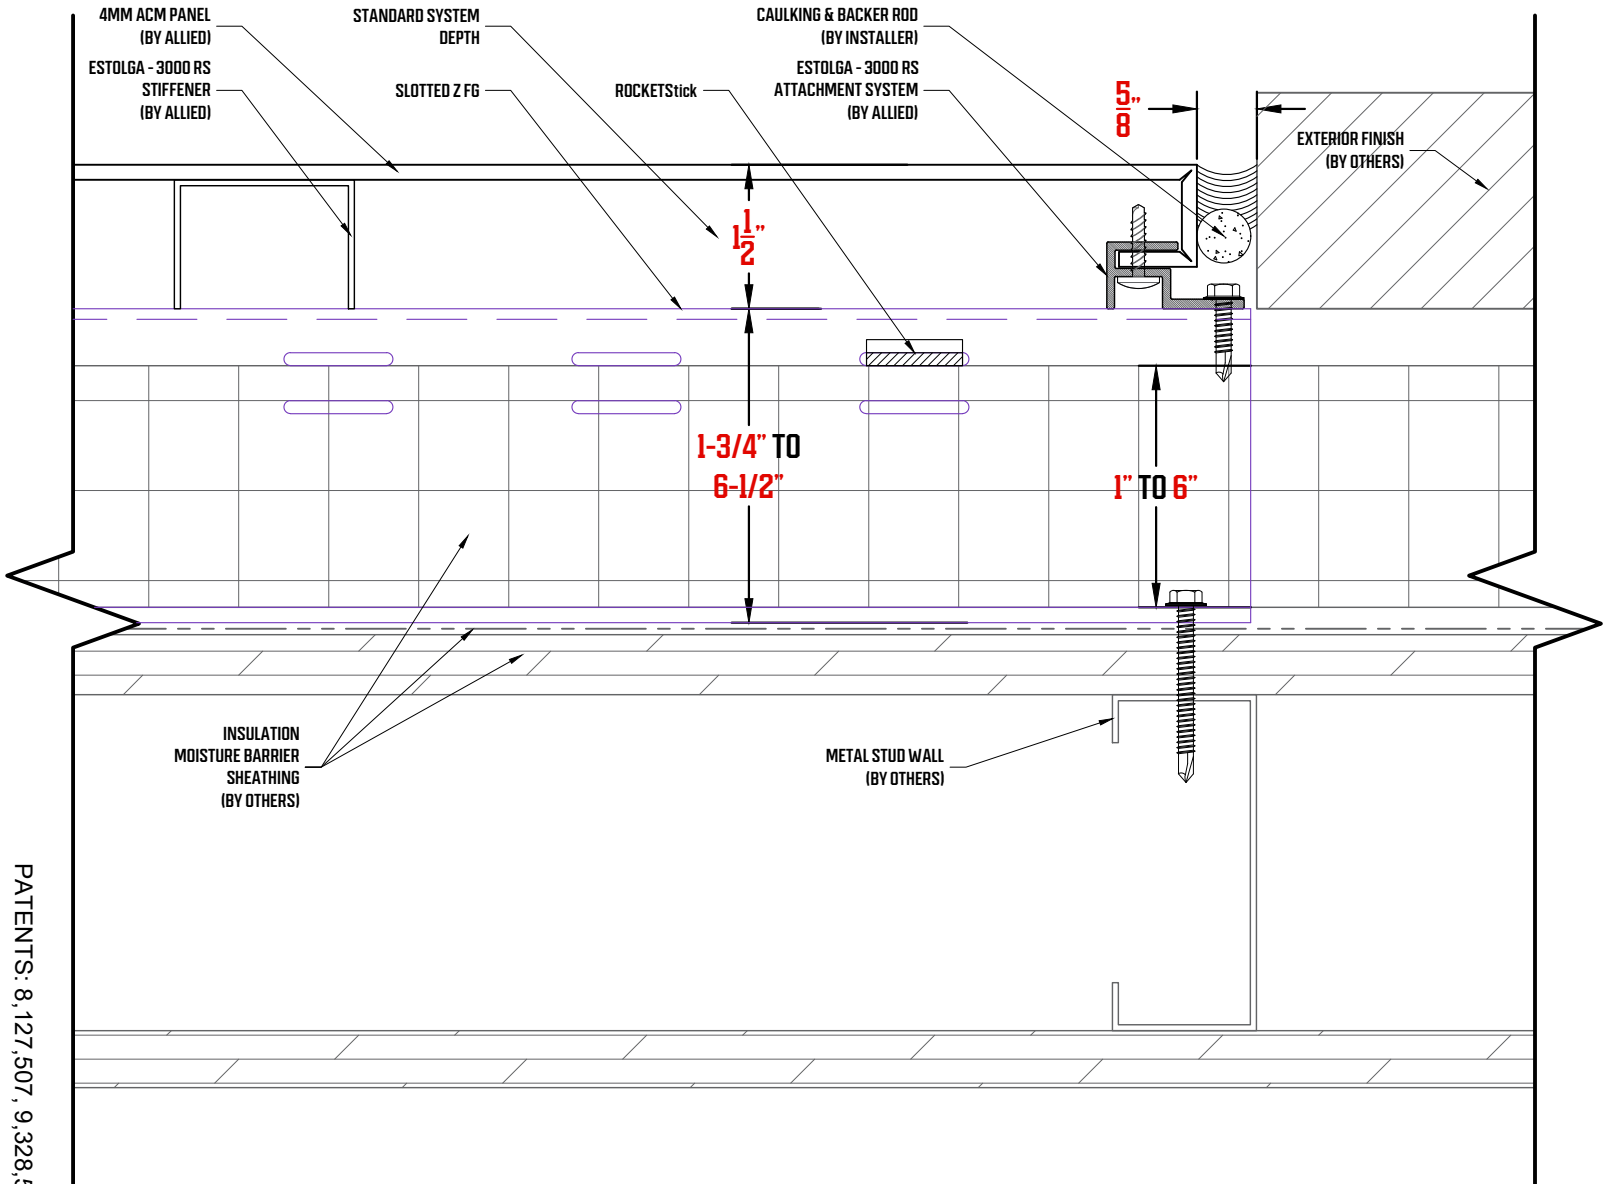 4MM ACM PANEL
(BY ALLIED)
STANDARD SYSTEM
DEPTH
CAULKING & BACKER ROD
(BY INSTALLER)
ESTOLGA - 3000 RS
STIFFENER
(BY ALLIED)
SLOTTED Z FG
ROCKETStick
ESTOLGA - 3000 RS
ATTACHMENT SYSTEM
(BY ALLIED)
5/8"
EXTERIOR FINISH
(BY OTHERS)
1 1/2"
1-3/4" TO
6-1/2"
1" TO 6"
INSULATION
MOISTURE BARRIER
SHEATHING
(BY OTHERS)
METAL STUD WALL
(BY OTHERS)
PATENTS: 8,127,507, 9,328,5